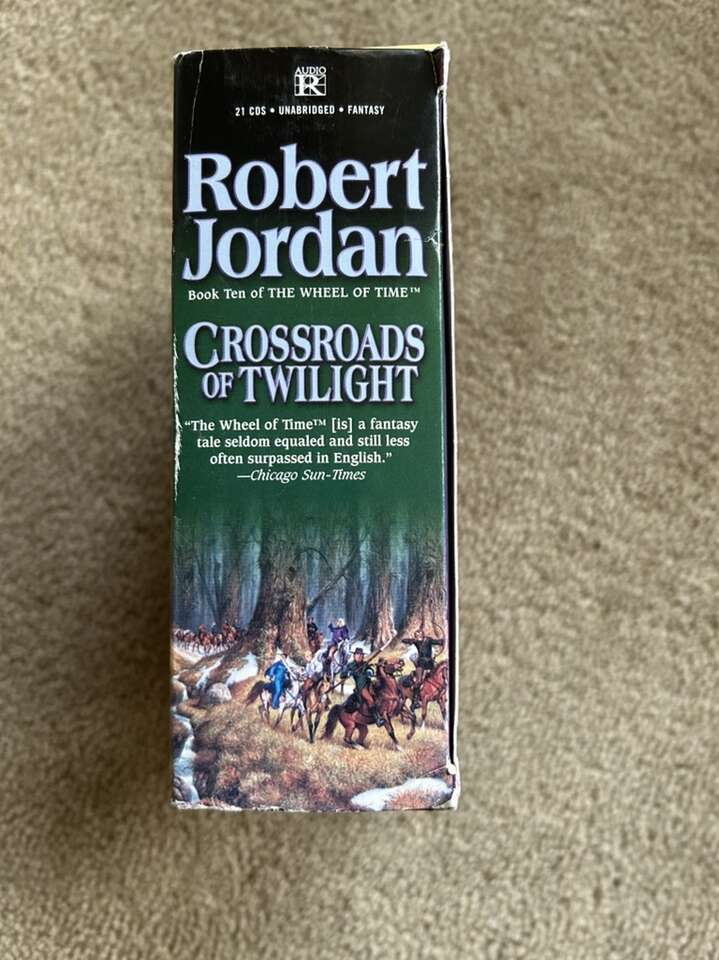 AUDIO
R
21 CDS • UNABRIDGED • FANTASY
Robert
Jordan
Book Ten of THE WHEEL OF TIME™
CROSSROADS
OF TWILIGHT
“The Wheel of Time™ [is] a fantasy
tale seldom equaled and still less
often surpassed in English.”
—Chicago Sun-Times